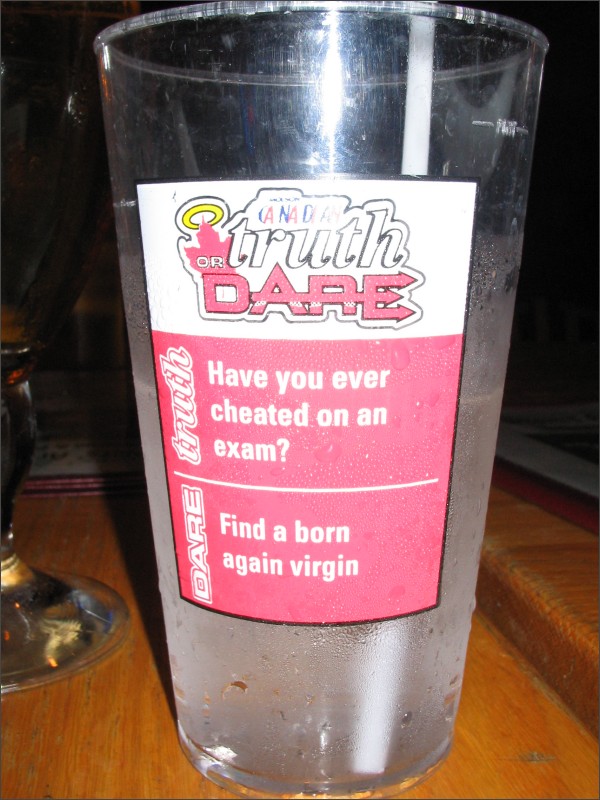 CANADIAN
truth
OR
DARE
truth
Have you ever
cheated on an
exam?
DARE
Find a born
again virgin